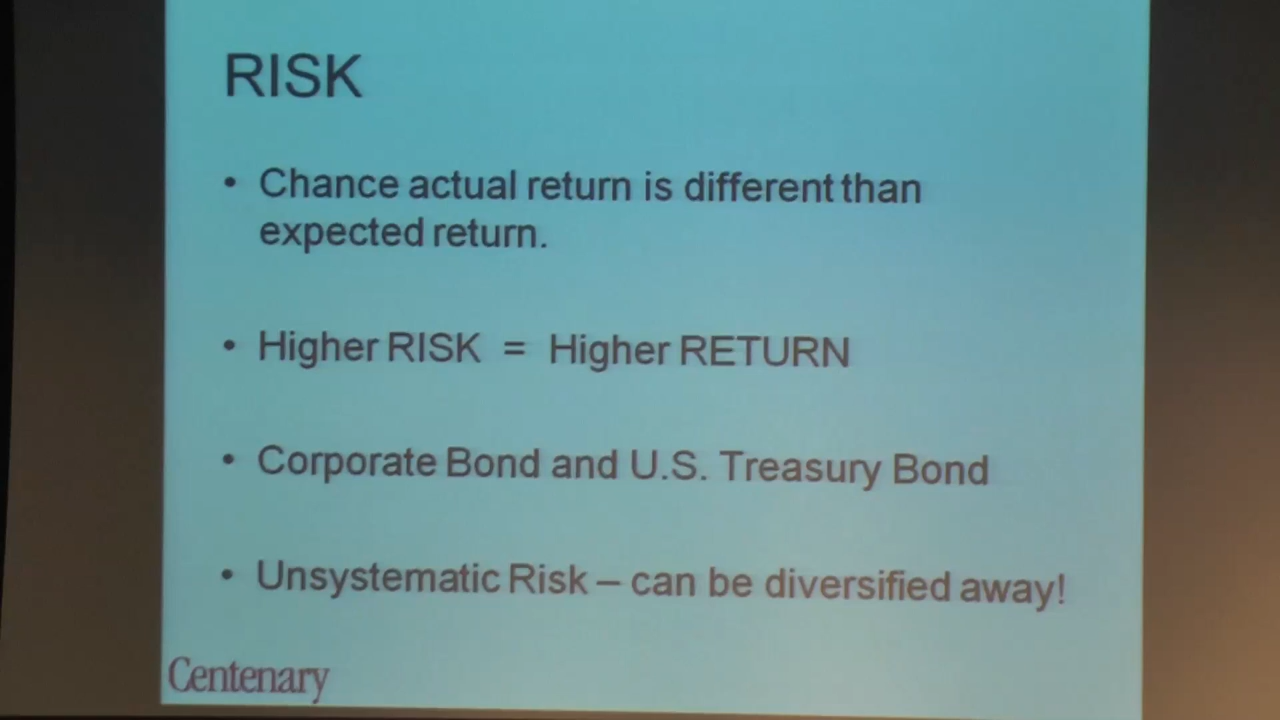 RISK
• Chance actual return is different than
expected return.
• Higher RISK = Higher RETURN
• Corporate Bond and U.S. Treasury Bond
• Unsystematic Risk – can be diversified away!
Centenary